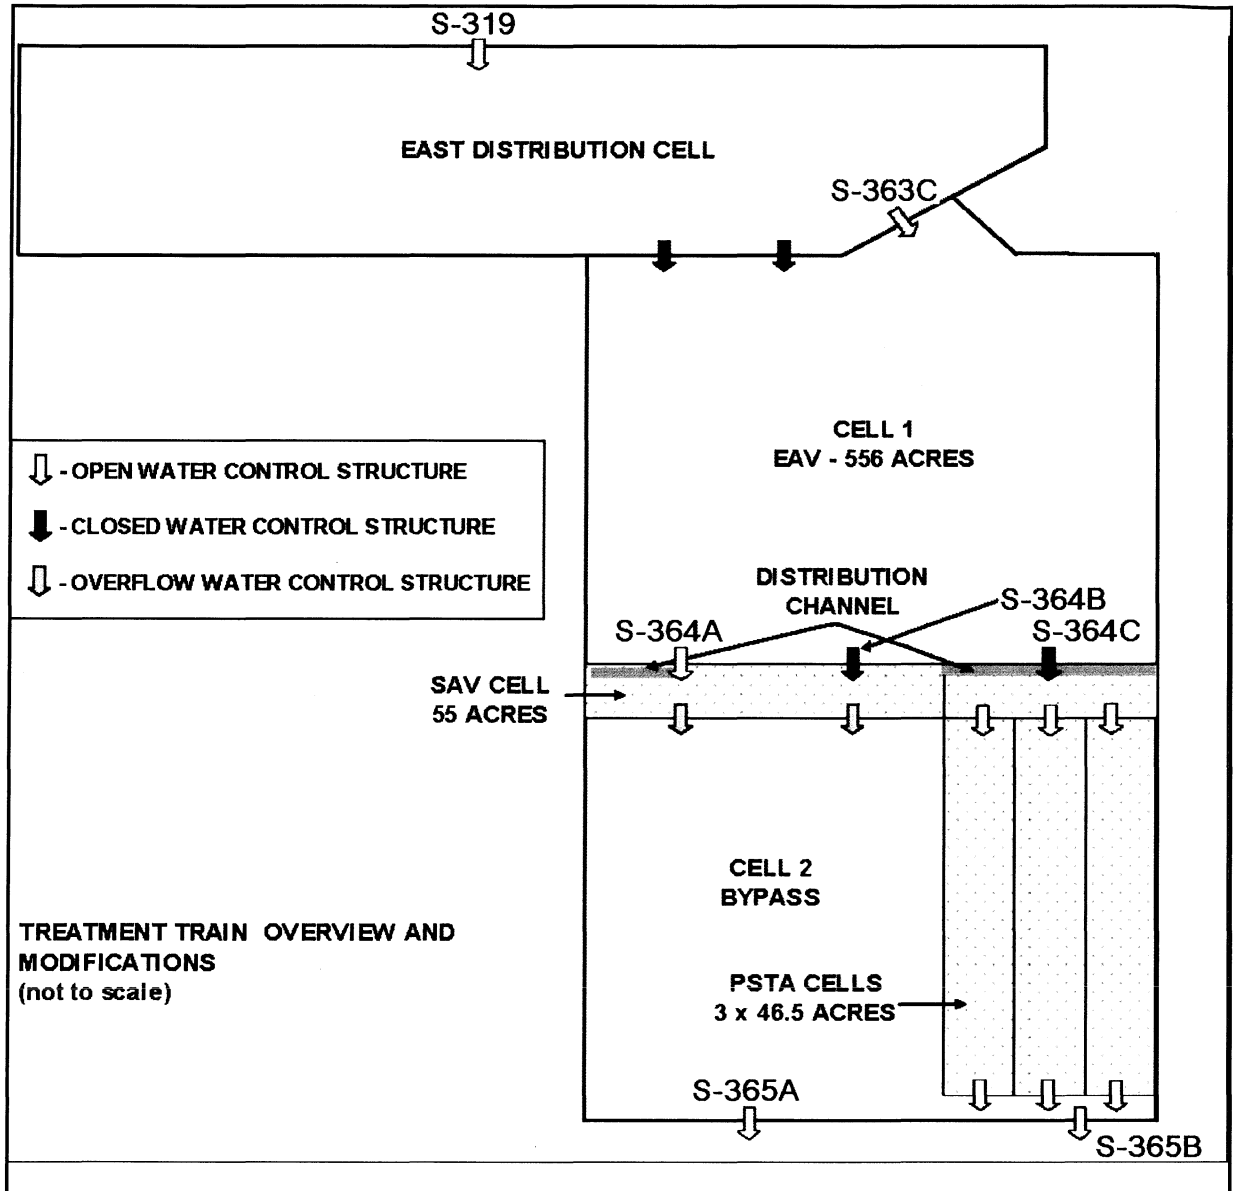 S-319
EAST DISTRIBUTION CELL
S-363C
CELL 1
EAV - 556 ACRES
- OPEN WATER CONTROL STRUCTURE
- CLOSED WATER CONTROL STRUCTURE
- OVERFLOW WATER CONTROL STRUCTURE
DISTRIBUTION
CHANNEL
S-364B
S-364A
S-364C
SAV CELL
55 ACRES
CELL 2
BYPASS
TREATMENT TRAIN OVERVIEW AND
MODIFICATIONS
(not to scale)
PSTA CELLS
3 x 46.5 ACRES
S-365A
S-365B